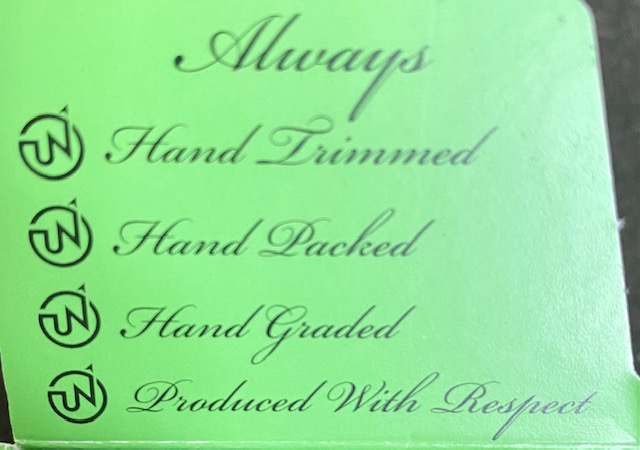 Always
Hand Trimmed
Hand Packed
Hand Graded
Produced With Respect